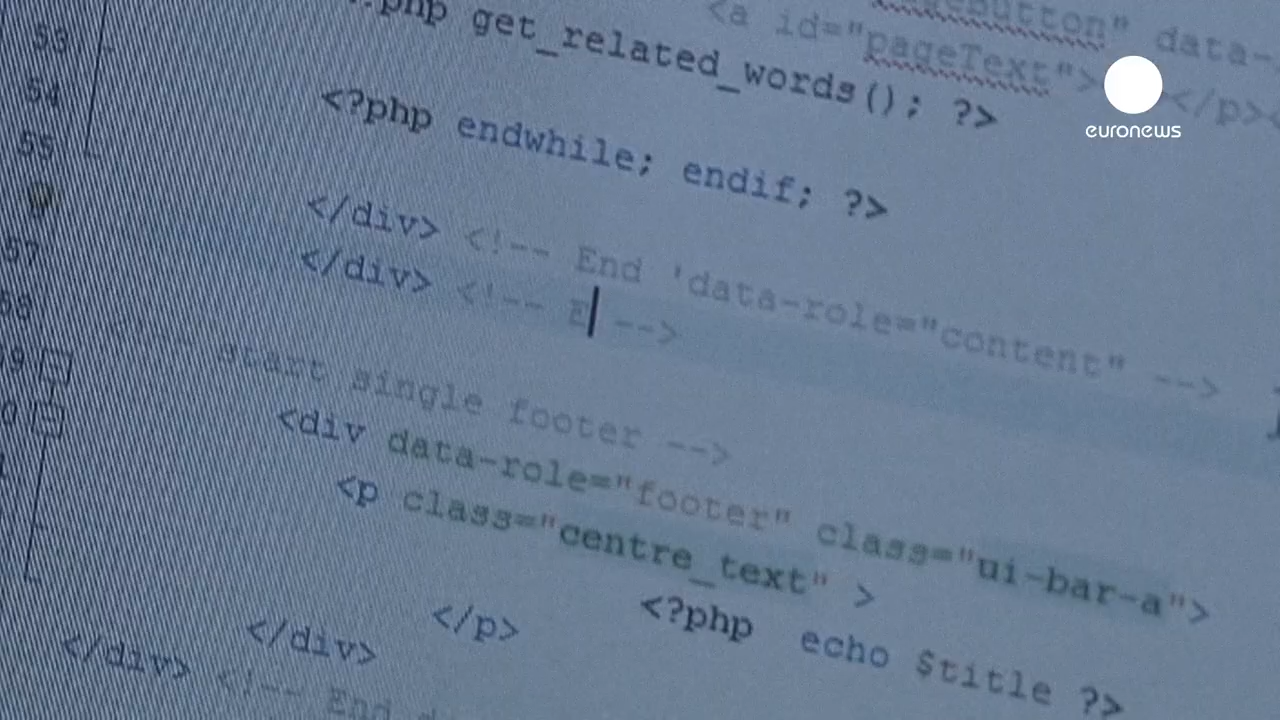 <a id="pageText"> </p>
53 php get_related_words(); ?>
54 <?php endwhile; endif; ?>
55
</div> <!-- End 'data-role="content" -->
57 </div> <!-- E -->
58
start single footer -->
<div data-role="footer" class="ui-bar-a">
<p class="centre_text" >
<?php echo $title ?>
</p>
</div>
</div> <!-- End
euronews